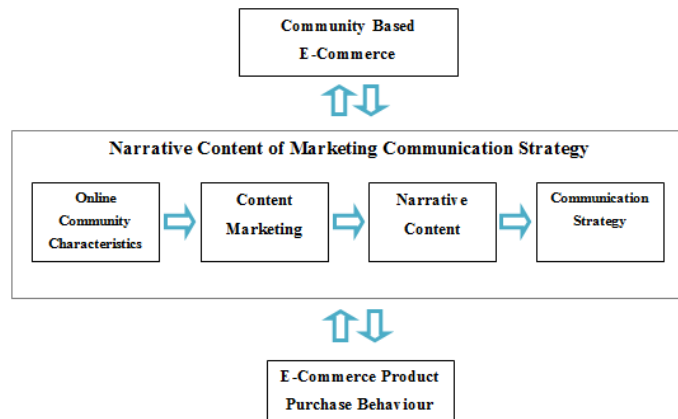 Community Based
E-Commerce
Narrative Content of Marketing Communication Strategy
Online
Community
Characteristics
Content
Marketing
Narrative
Content
Communication
Strategy
E-Commerce Product
Purchase Behaviour